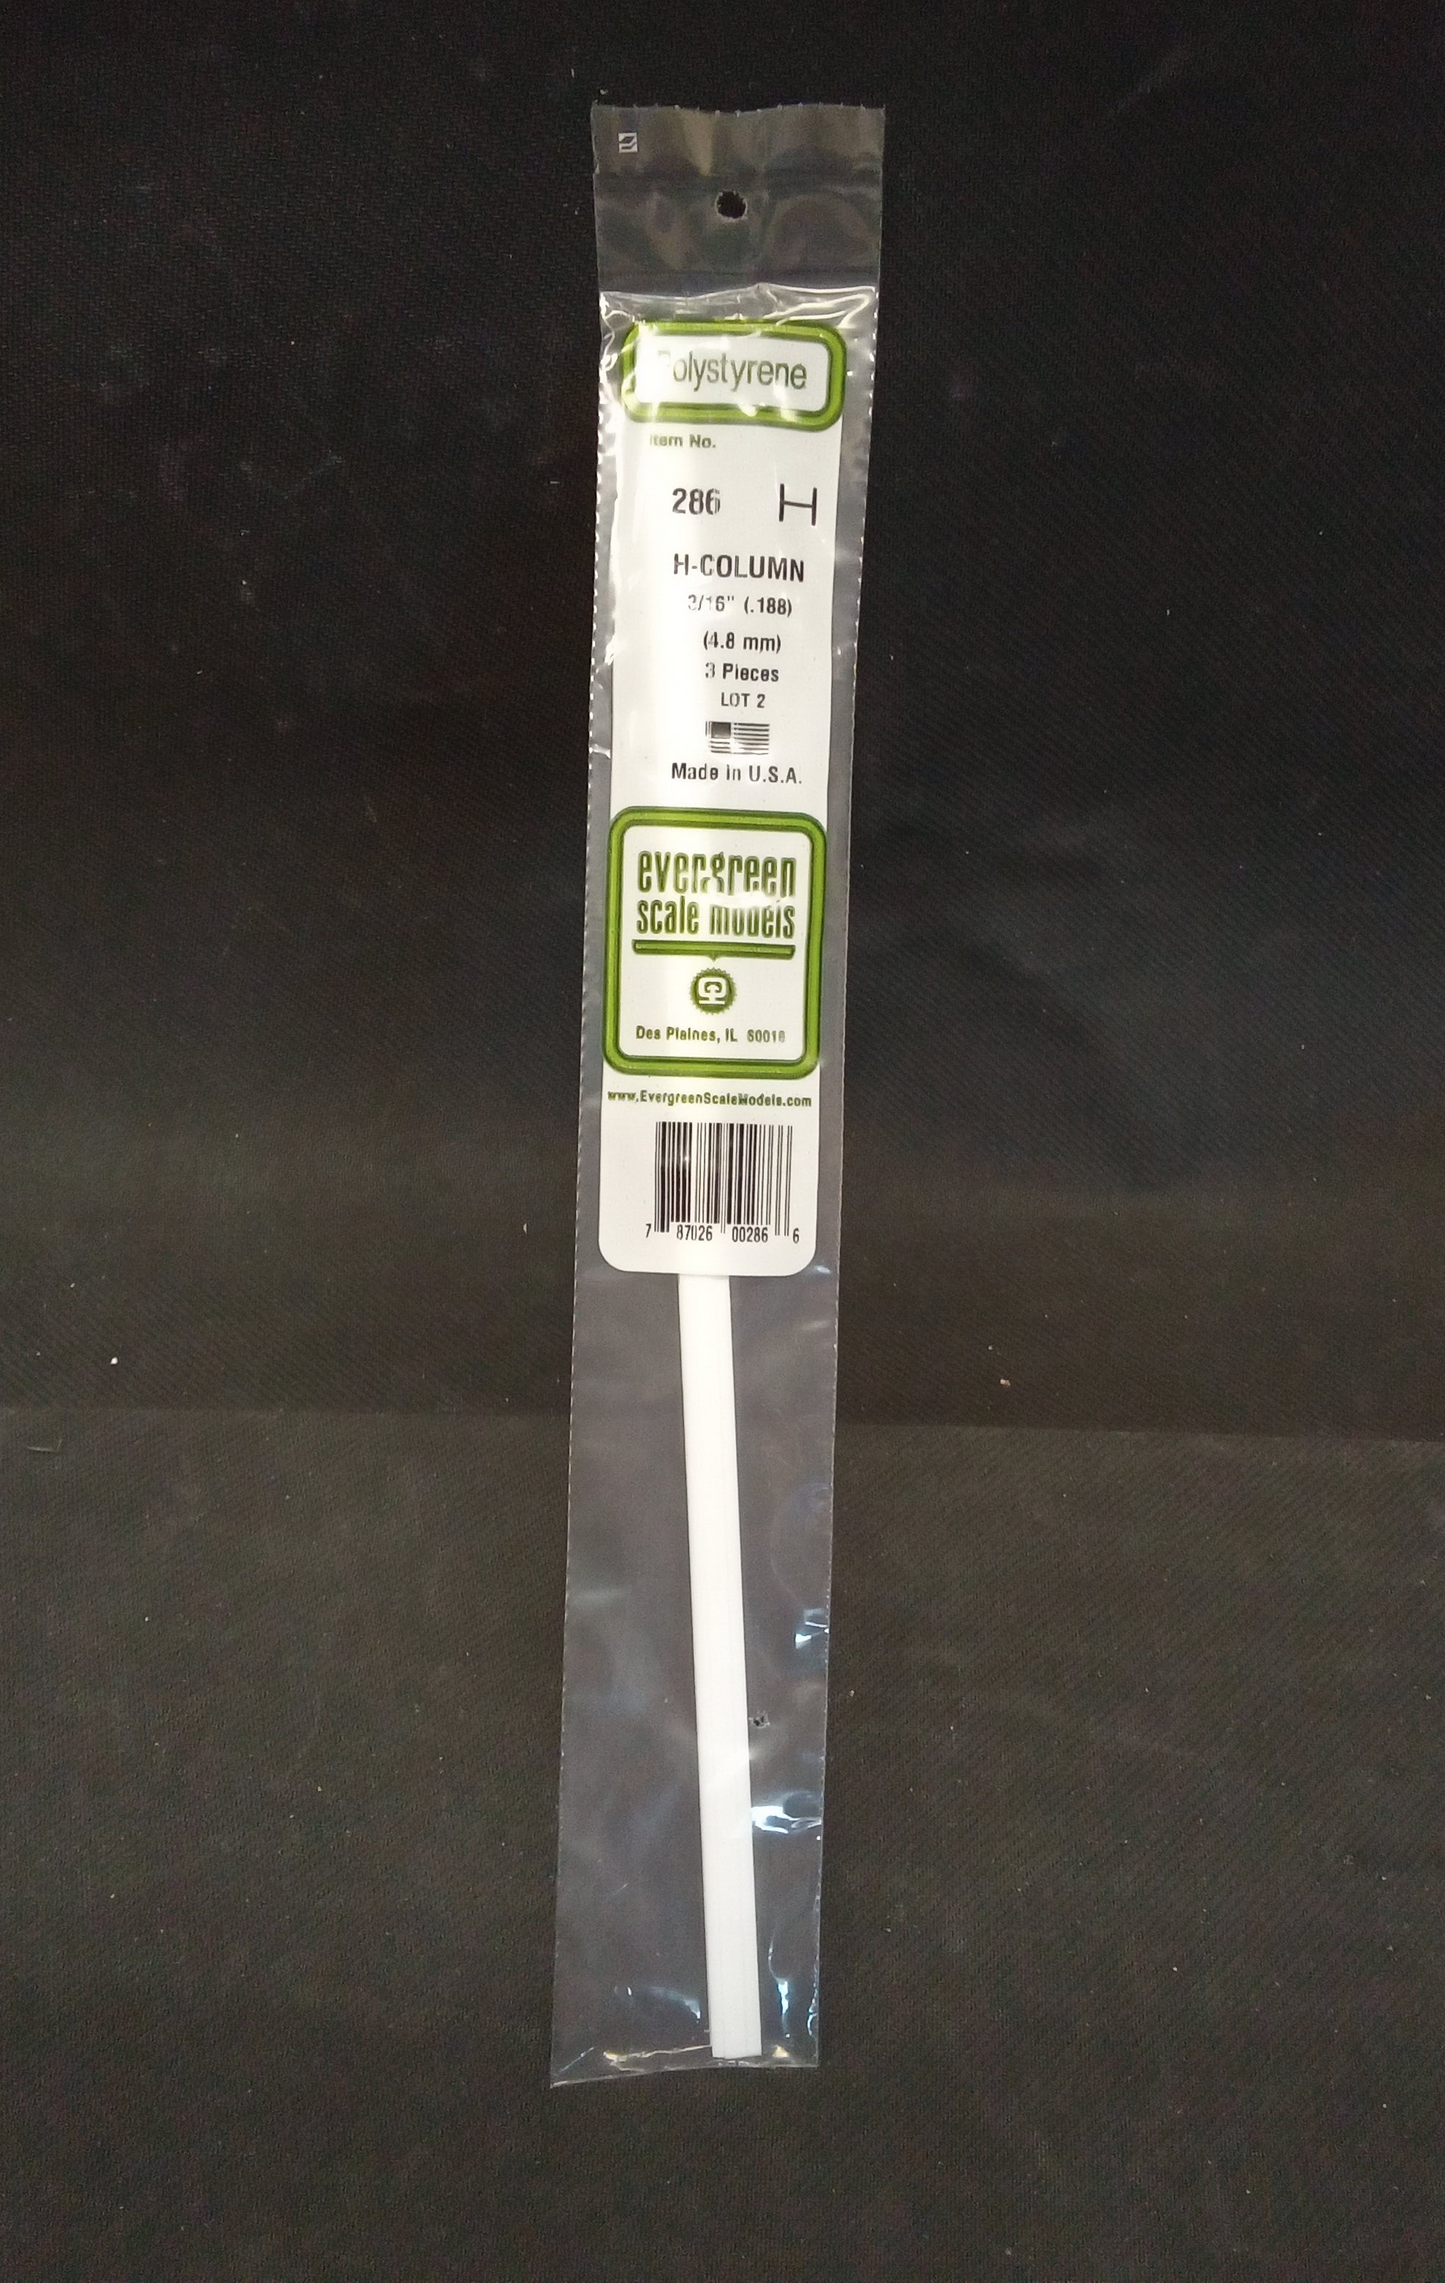 Polystyrene
Item No.
286 H
H-COLUMN
3/16" (.188)
(4.8 mm)
3 Pieces
LOT 2
Made in U.S.A.
evergreen
scale models
Des Plaines, IL 60018
www.EvergreenScaleModels.com
7 87026 00286 6